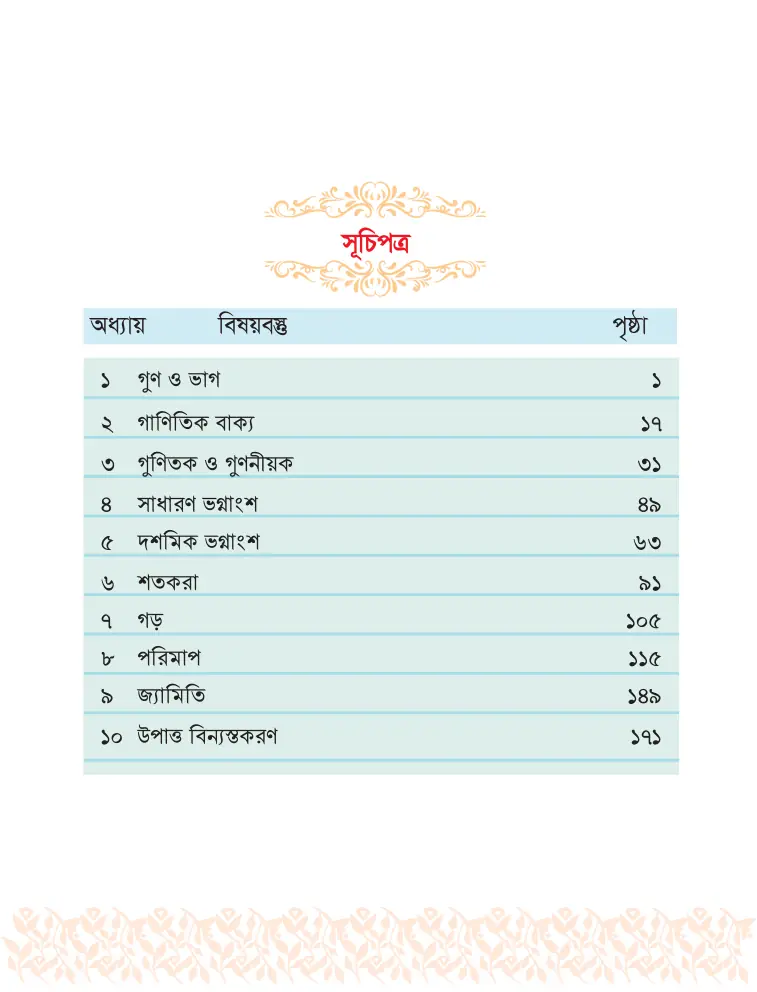 সূচিপত্র
অধ্যায় বিষয়বস্তু পৃষ্ঠা
১ গুণ ও ভাগ ১
২ গাণিতিক বাক্য ১৭
৩ গুণিতক ও গুণনীয়ক ৩১
৪ সাধারণ ভগ্নাংশ ৪৯
৫ দশমিক ভগ্নাংশ ৬৩
৬ শতকরা ৯১
৭ গড় ১০৫
৮ পরিমাপ ১১৫
৯ জ্যামিতি ১৪৯
১০ উপাত্ত বিন্যস্তকরণ ১৭১